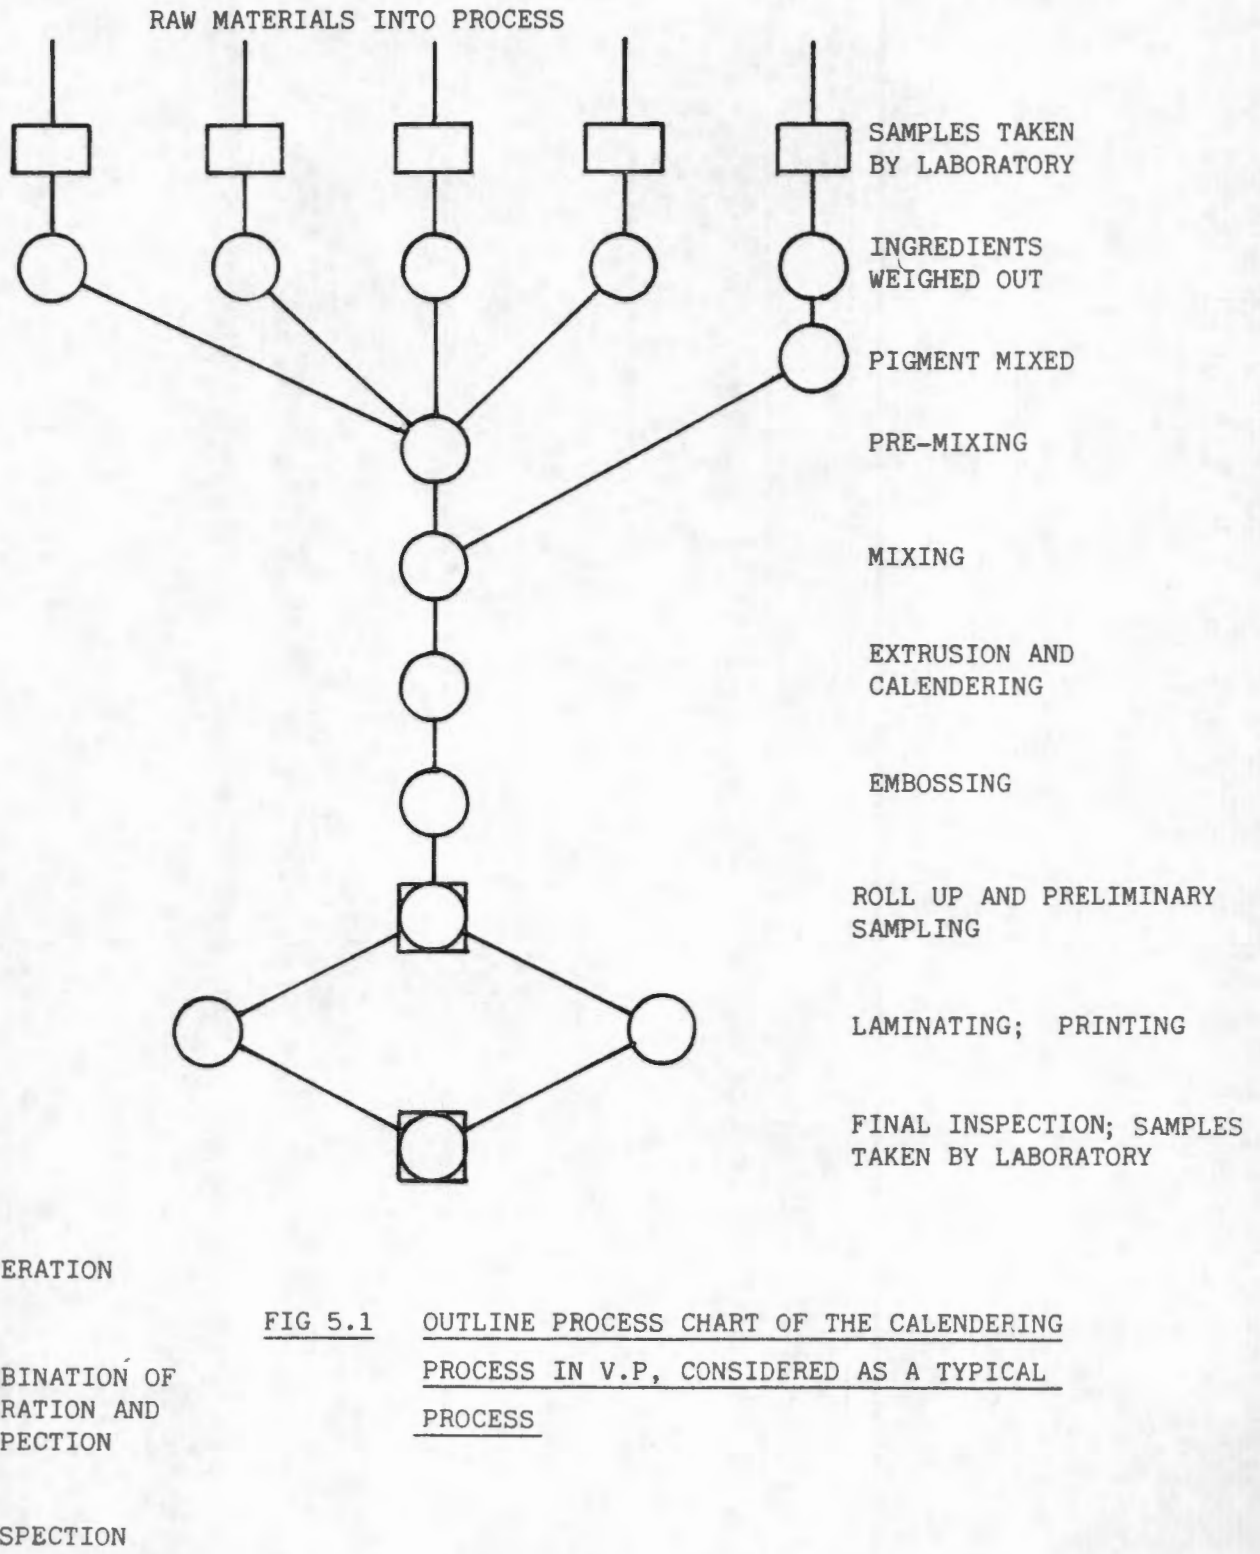 RAW MATERIALS INTO PROCESS
SAMPLES TAKEN
BY LABORATORY
INGREDIENTS
WEIGHED OUT
PIGMENT MIXED
PRE-MIXING
MIXING
EXTRUSION AND
CALENDERING
EMBOSSING
ROLL UP AND PRELIMINARY
SAMPLING
LAMINATING; PRINTING
FINAL INSPECTION; SAMPLES
TAKEN BY LABORATORY
ERATION
FIG 5.1 OUTLINE PROCESS CHART OF THE CALENDERING
PROCESS IN V.P, CONSIDERED AS A TYPICAL
PROCESS
BINATION OF
RATION AND
PECTION
SPECTION